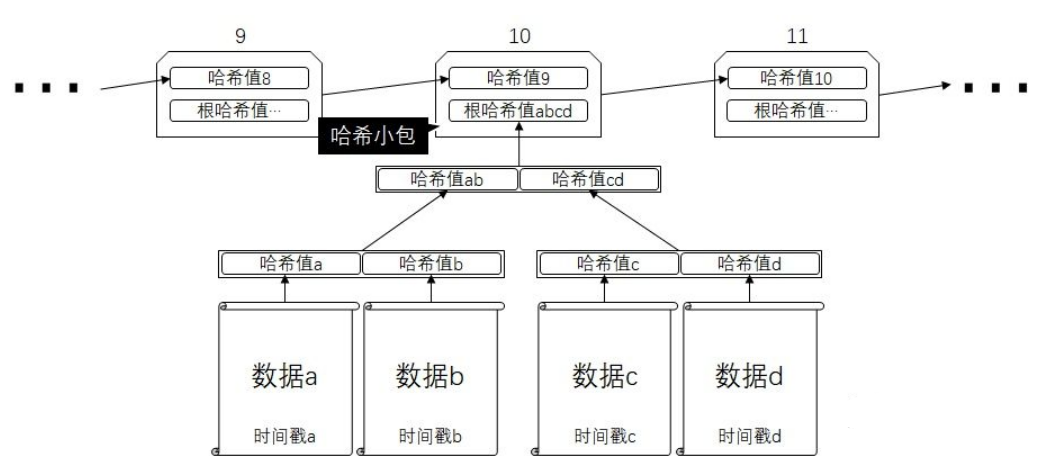 9
10
11
哈希值8
哈希值9
哈希值10
根哈希值…
根哈希值abcd
根哈希值…
哈希小包
哈希值ab
哈希值cd
哈希值a
哈希值b
哈希值c
哈希值d
数据a
数据b
数据c
数据d
时间戳a
时间戳b
时间戳c
时间戳d